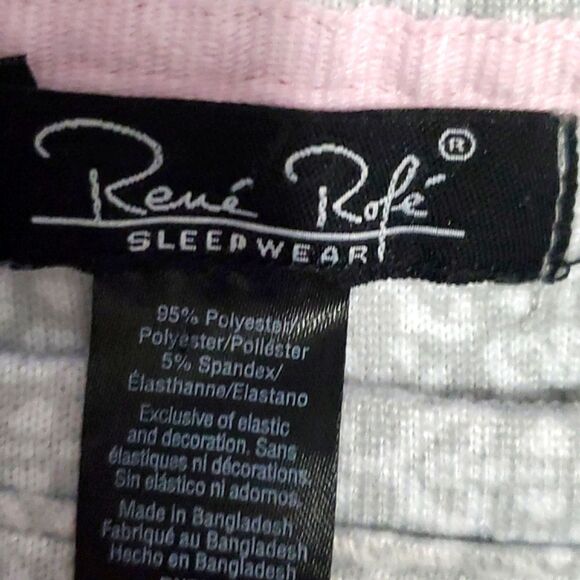 René Rofé ®
SLEEPWEAR
95% Polyester/
Polyester/Poliéster
5% Spandex/
Élasthanne/Elastano
Exclusive of elastic
and decoration. Sans
élastiques ni décorations.
Sin elástico ni adornos.
Made in Bangladesh
Fabriqué au Bangladesh
Hecho en Bangladesh